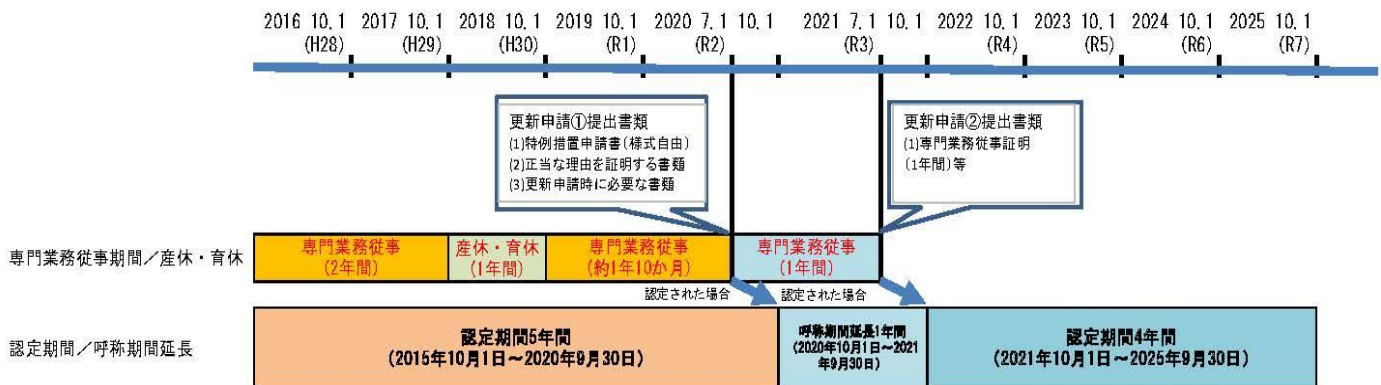 2016 10.1 2017 10.1 2018 10.1 2019 10.1 2020 7.1 10.1 2021 7.1 10.1 2022 10.1 2023 10.1 2024 10.1 2025 10.1
(H28) (H29) (H30) (R1) (R2) (R3) (R4) (R5) (R6) (R7)
更新申請①提出書類
(1)特例措置申請書(様式自由)
(2)正当な理由を証明する書類
(3)更新申請時に必要な書類
更新申請②提出書類
(1)専門業務従事証明
(1年間)等
専門業務従事期間/産休・育休
専門業務従事
(2年間)
産休・育休
(1年間)
専門業務従事
(約1年10か月)
専門業務従事
(1年間)
認定された場合 認定された場合
認定期間/呼称期間延長
認定期間5年間
(2015年10月1日~2020年9月30日)
呼称期間延長1年間
(2020年10月1日~2021
年9月30日)
認定期間4年間
(2021年10月1日~2025年9月30日)